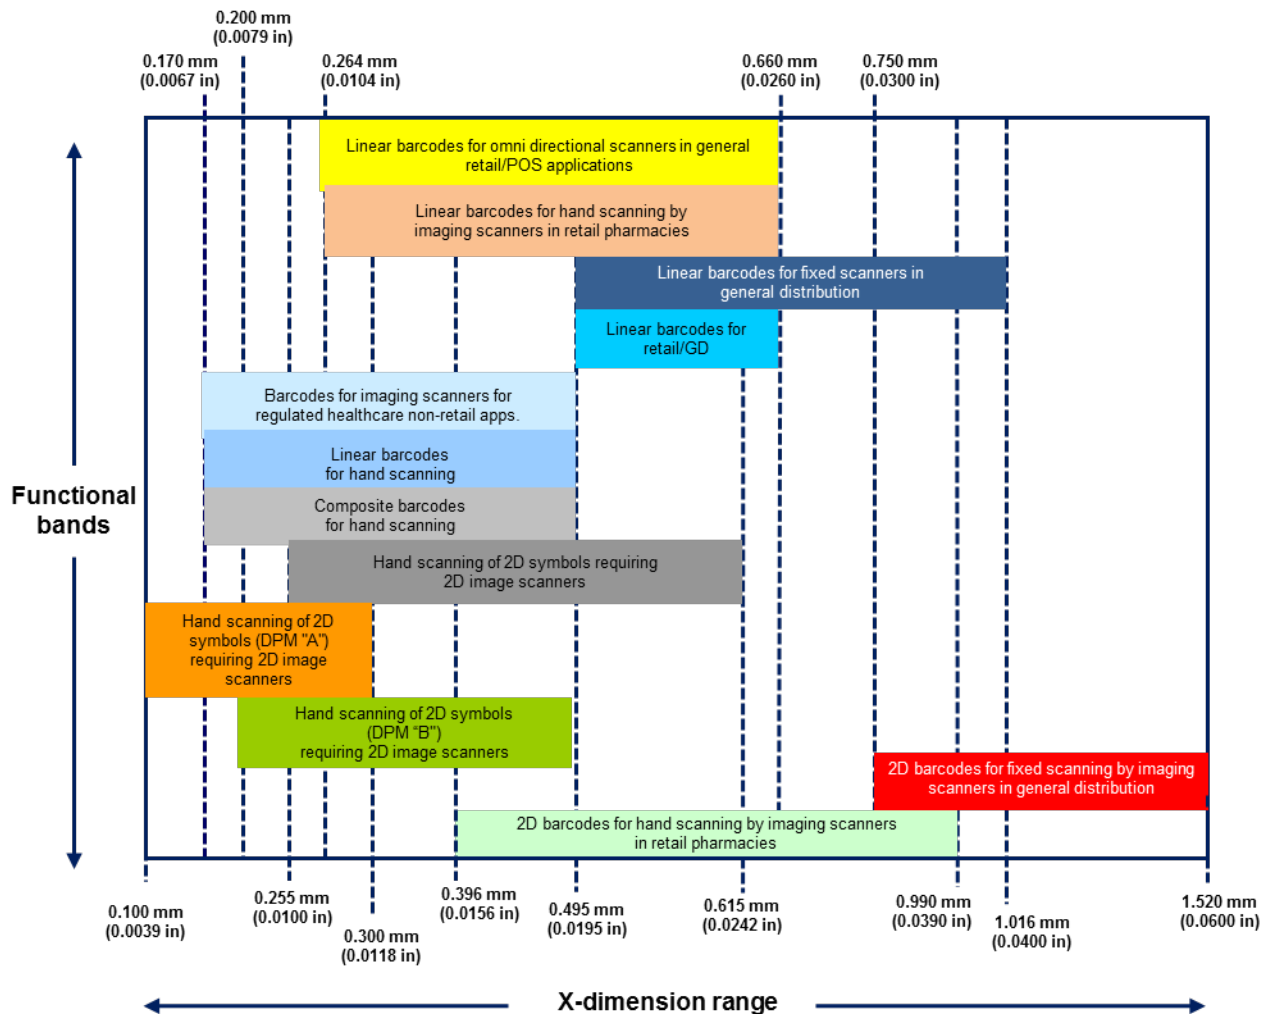 0.200 mm
(0.0079 in)
0.170 mm
(0.0067 in)
0.264 mm
(0.0104 in)
0.660 mm
(0.0260 in)
0.750 mm
(0.0300 in)
Linear barcodes for omni directional scanners in general
retail/POS applications
Linear barcodes for hand scanning by
imaging scanners in retail pharmacies
Linear barcodes for fixed scanners in
general distribution
Linear barcodes for
retail/GD
Barcodes for imaging scanners for
regulated healthcare non-retail apps.
Linear barcodes
for hand scanning
Functional
bands
Composite barcodes
for hand scanning
Hand scanning of 2D symbols requiring
2D image scanners
Hand scanning of 2D
symbols (DPM "A")
requiring 2D image
scanners
Hand scanning of 2D symbols
(DPM “B”)
requiring 2D image scanners
2D barcodes for fixed scanning by imaging
scanners in general distribution
2D barcodes for hand scanning by imaging scanners
in retail pharmacies
0.100 mm
(0.0039 in)
0.255 mm
(0.0100 in)
0.300 mm
(0.0118 in)
0.396 mm
(0.0156 in)
0.495 mm
(0.0195 in)
0.615 mm
(0.0242 in)
0.990 mm
(0.0390 in)
1.016 mm
(0.0400 in)
1.520 mm
(0.0600 in)
X-dimension range